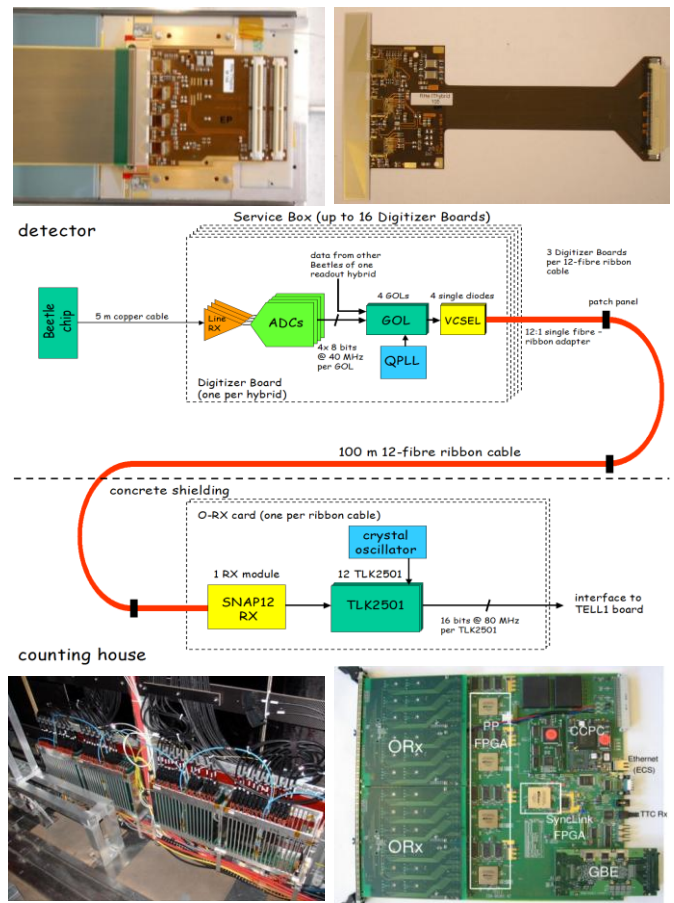 EP
Service Box (up to 16 Digitizer Boards)
detector
data from other
Beetles of one
readout hybrid
3 Digitizer Boards
per 12-fibre ribbon
cable
Beetle
chip
5 m copper cable
Line
RX
ADCs
4x 8 bits
@ 40 MHz
per GOL
4 GOLs
GOL
QPLL
4 single diodes
VCSEL
patch panel
12:1 single fibre -
ribbon adapter
Digitizer Board
(one per hybrid)
100 m 12-fibre ribbon cable
concrete shielding
O-RX card (one per ribbon cable)
crystal
oscillator
1 RX module
12 TLK2501
SNAP12
RX
TLK2501
16 bits @ 80 MHz
per TLK2501
interface to
TELL1 board
counting house
ORx
PP
FPGA
CCPC
Ethernet
(ECS)
TTC Rx
SyncLink
FPGA
ORx
GBE